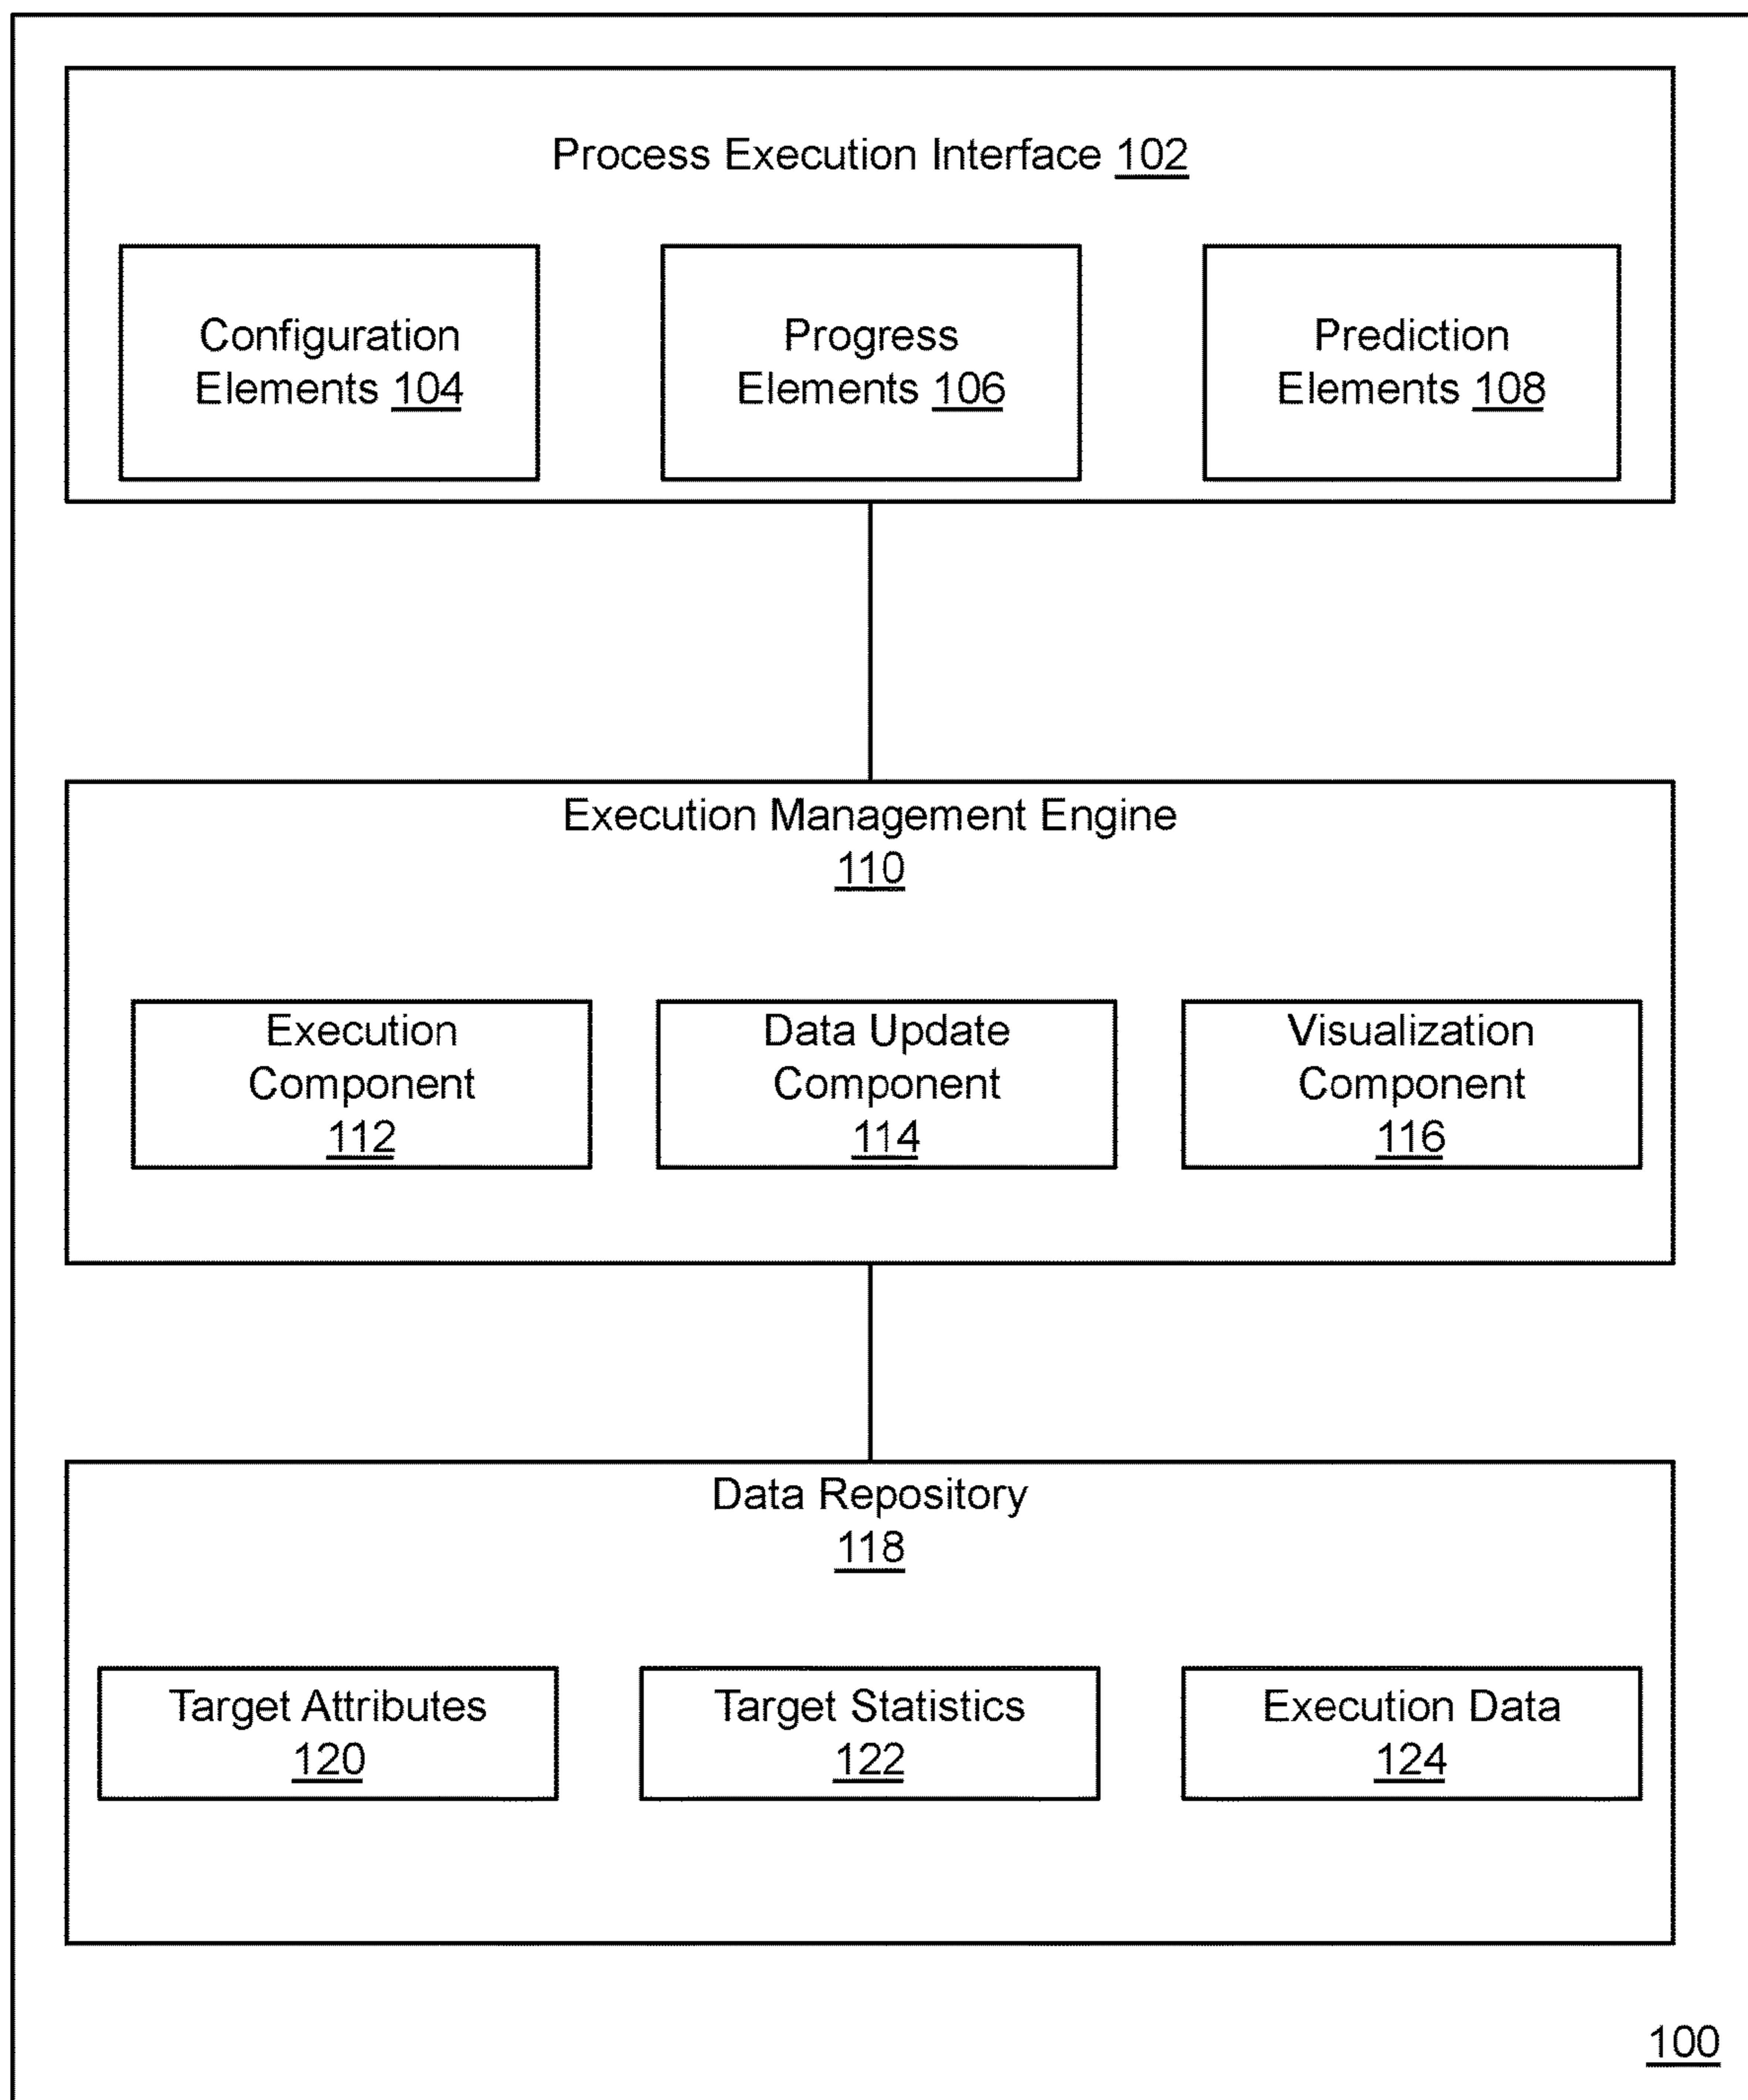 Process Execution Interface 102
Configuration
Elements 104
Progress
Elements 106
Prediction
Elements 108
Execution Management Engine
110
Execution
Component
112
Data Update
Component
114
Visualization
Component
116
Data Repository
118
Target Attributes
120
Target Statistics
122
Execution Data
124
100